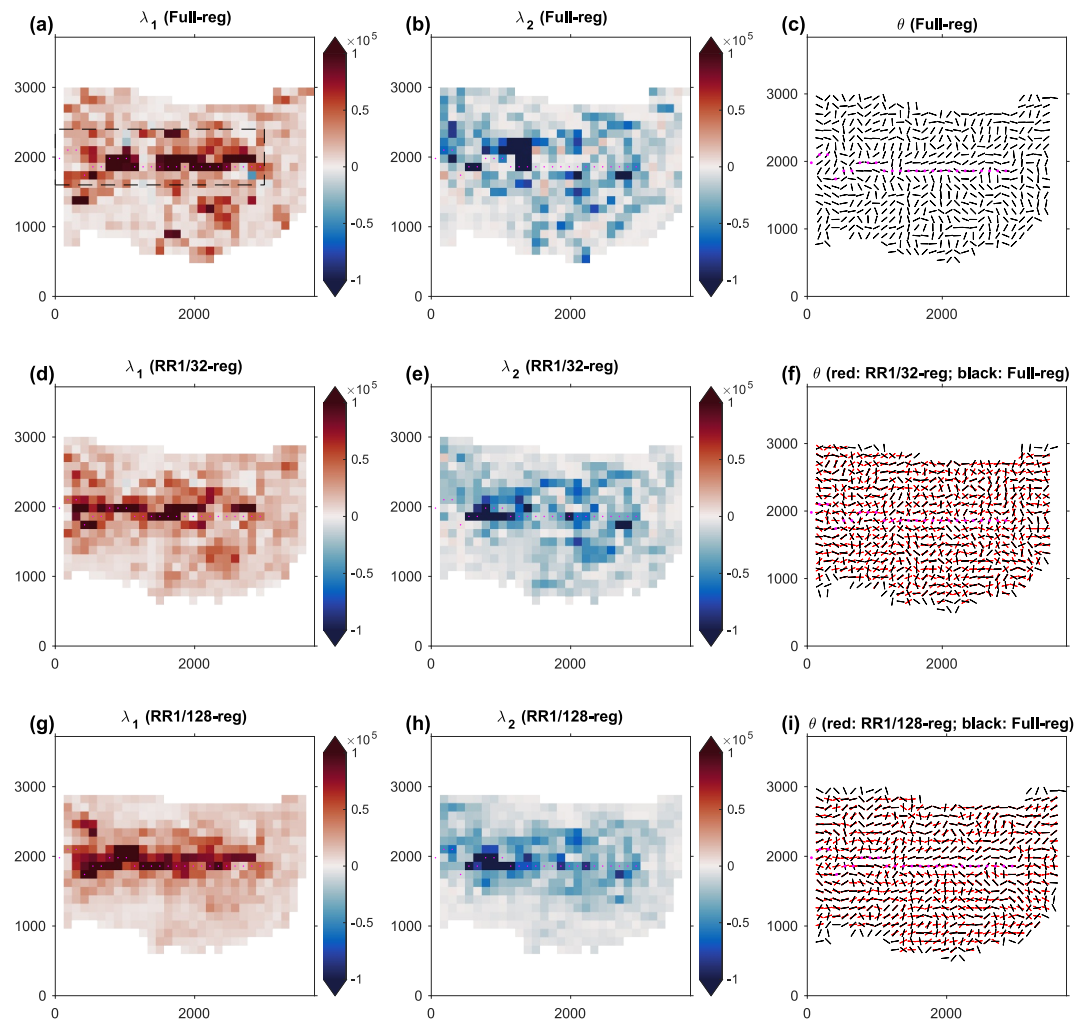 (a) λ1 (Full-reg) (b) λ2 (Full-reg) (c) θ (Full-reg)
×10^5 ×10^5
3000 1 3000 1 3000
0.5 0.5
2000 0 2000 0 2000
1000 -0.5 1000 -0.5 1000
0 -1 0 -1 0
0 2000 0 2000 0 2000
(d) λ1 (RR1/32-reg) (e) λ2 (RR1/32-reg) (f) θ (red: RR1/32-reg; black: Full-reg)
×10^5 ×10^5
3000 1 3000 1 3000
0.5 0.5
2000 0 2000 0 2000
1000 -0.5 1000 -0.5 1000
0 -1 0 -1 0
0 2000 0 2000 0 2000
(g) λ1 (RR1/128-reg) (h) λ2 (RR1/128-reg) (i) θ (red: RR1/128-reg; black: Full-reg)
×10^5 ×10^5
3000 1 3000 1 3000
0.5 0.5
2000 0 2000 0 2000
1000 -0.5 1000 -0.5 1000
0 -1 0 -1 0
0 2000 0 2000 0 2000